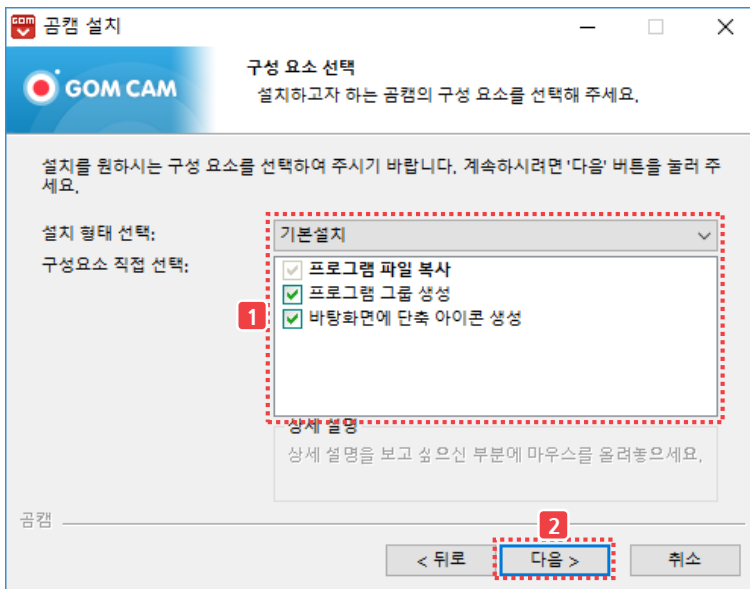 GOM
곰캠 설치
GOM CAM
구성 요소 선택
설치하고자 하는 곰캠의 구성 요소를 선택해 주세요.
설치를 원하시는 구성 요소를 선택하여 주시기 바랍니다. 계속하시려면 '다음' 버튼을 눌러 주
세요.
설치 형태 선택:
기본설치
구성요소 직접 선택:
프로그램 파일 복사
프로그램 그룹 생성
1
바탕화면에 단축 아이콘 생성
상세 설명
상세 설명을 보고 싶으신 부분에 마우스를 올려놓으세요.
곰캠
2
< 뒤로
다음 >
취소